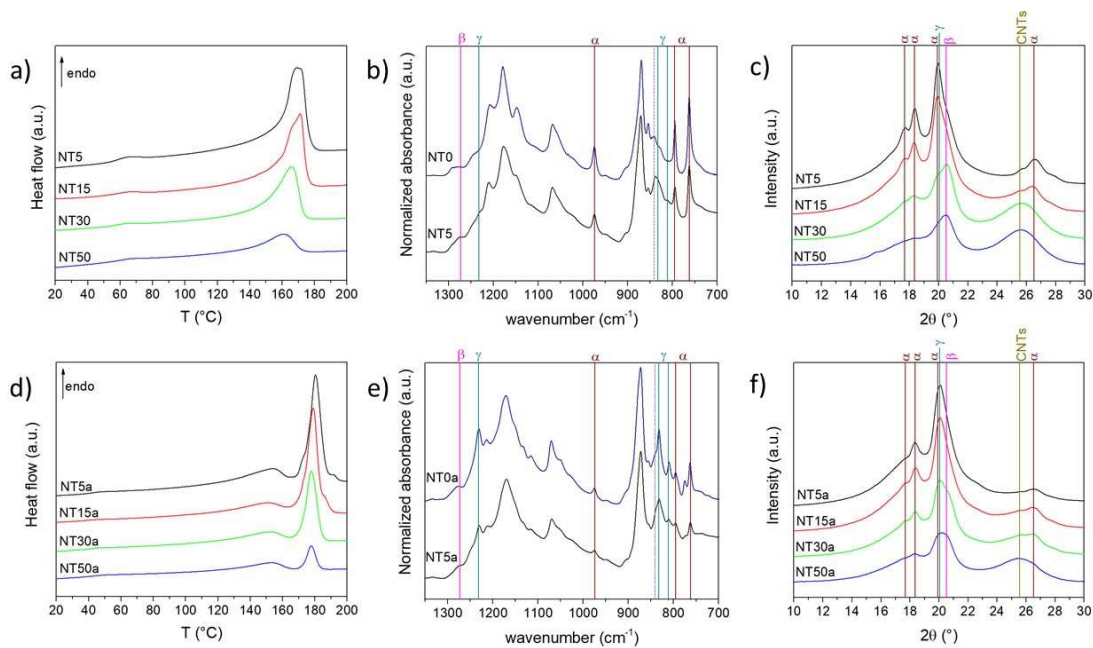 a)
endo
Heat flow (a.u.)
NT5
NT15
NT30
NT50
20 40 60 80 100 120 140 160 180 200
T (°C)
b)
β γ α γ α
Normalized absorbance (a.u.)
NT0
NT5
1300 1200 1100 1000 900 800 700
wavenumber (cm-1)
c)
α α α γ β CNTs α
Intensity (a.u.)
NT5
NT15
NT30
NT50
10 12 14 16 18 20 22 24 26 28 30
2θ (°)
d)
endo
Heat flow (a.u.)
NT5a
NT15a
NT30a
NT50a
20 40 60 80 100 120 140 160 180 200
T (°C)
e)
β γ α γ α
Normalized absorbance (a.u.)
NT0a
NT5a
1300 1200 1100 1000 900 800 700
wavenumber (cm-1)
f)
α α α γ β CNTs α
Intensity (a.u.)
NT5a
NT15a
NT30a
NT50a
10 12 14 16 18 20 22 24 26 28 30
2θ (°)